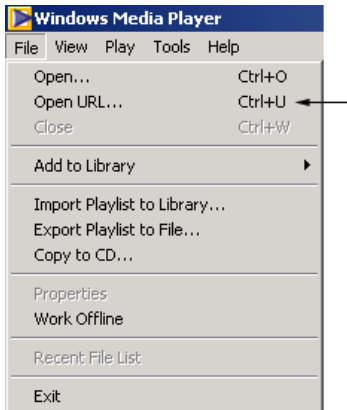 Windows Media Player
File View Play Tools Help
Open... Ctrl+O
Open URL... Ctrl+U
Close Ctrl+W
Add to Library
Import Playlist to Library...
Export Playlist to File...
Copy to CD...
Properties
Work Offline
Recent File List
Exit